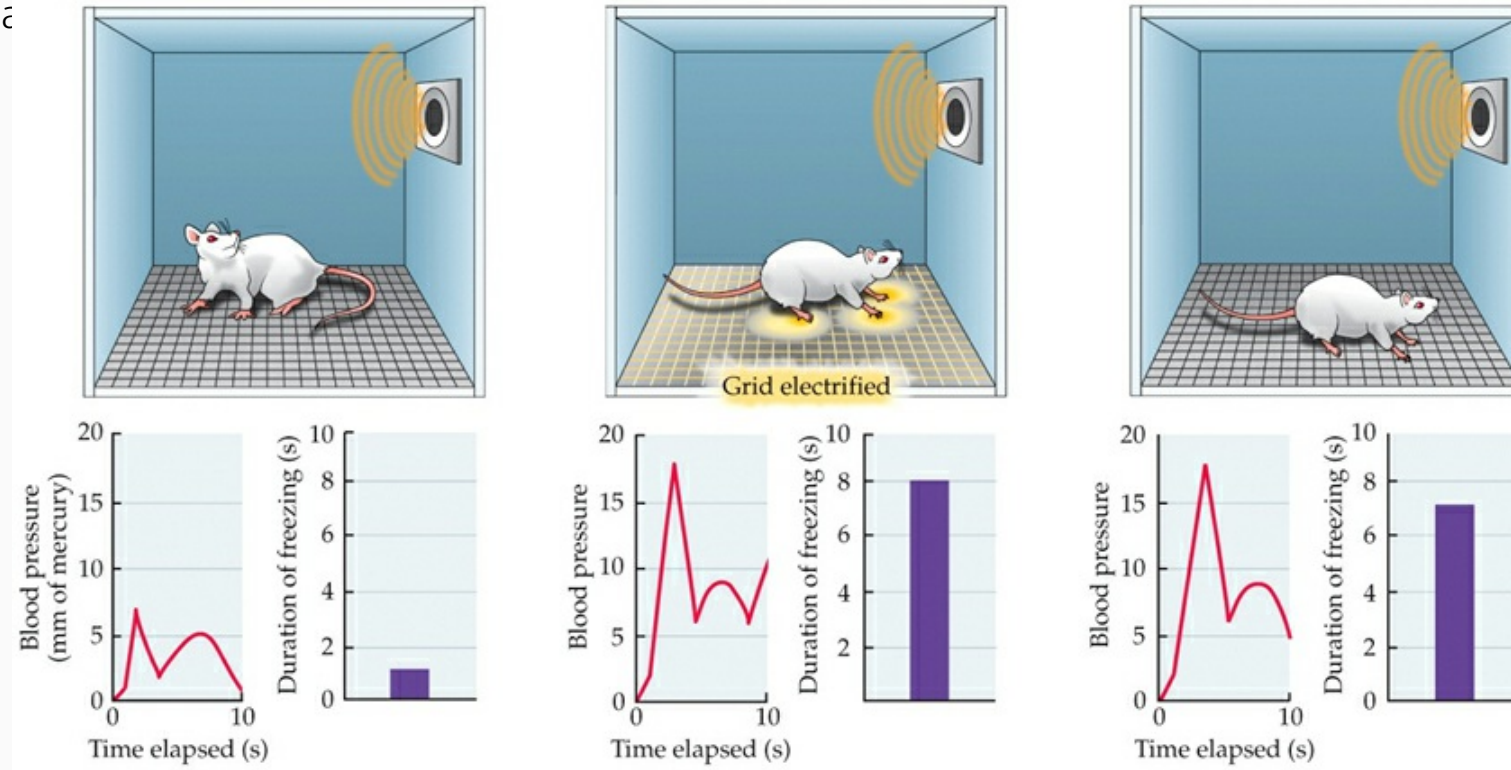 a
Grid electrified
Blood pressure
(mm of mercury)
20
15
10
5
0
0 10
Time elapsed (s)
Duration of freezing (s)
10
8
6
4
2
0
Blood pressure
20
15
10
5
0
0 10
Time elapsed (s)
Duration of freezing (s)
10
8
6
4
2
Blood pressure
20
15
10
5
0
0 10
Time elapsed (s)
Duration of freezing (s)
10
8
6
4
2
0